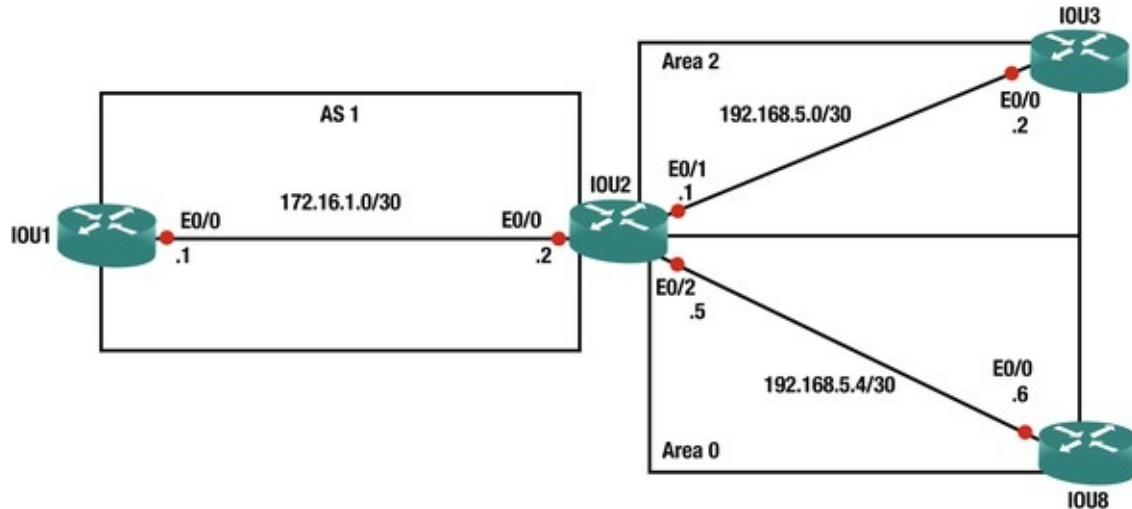 IOU3
Area 2
AS 1
192.168.5.0/30
E0/0
.2
E0/1
.1
IOU2
172.16.1.0/30
IOU1
E0/0
.1
E0/0
.2
E0/2
.5
192.168.5.4/30
E0/0
.6
Area 0
IOU8